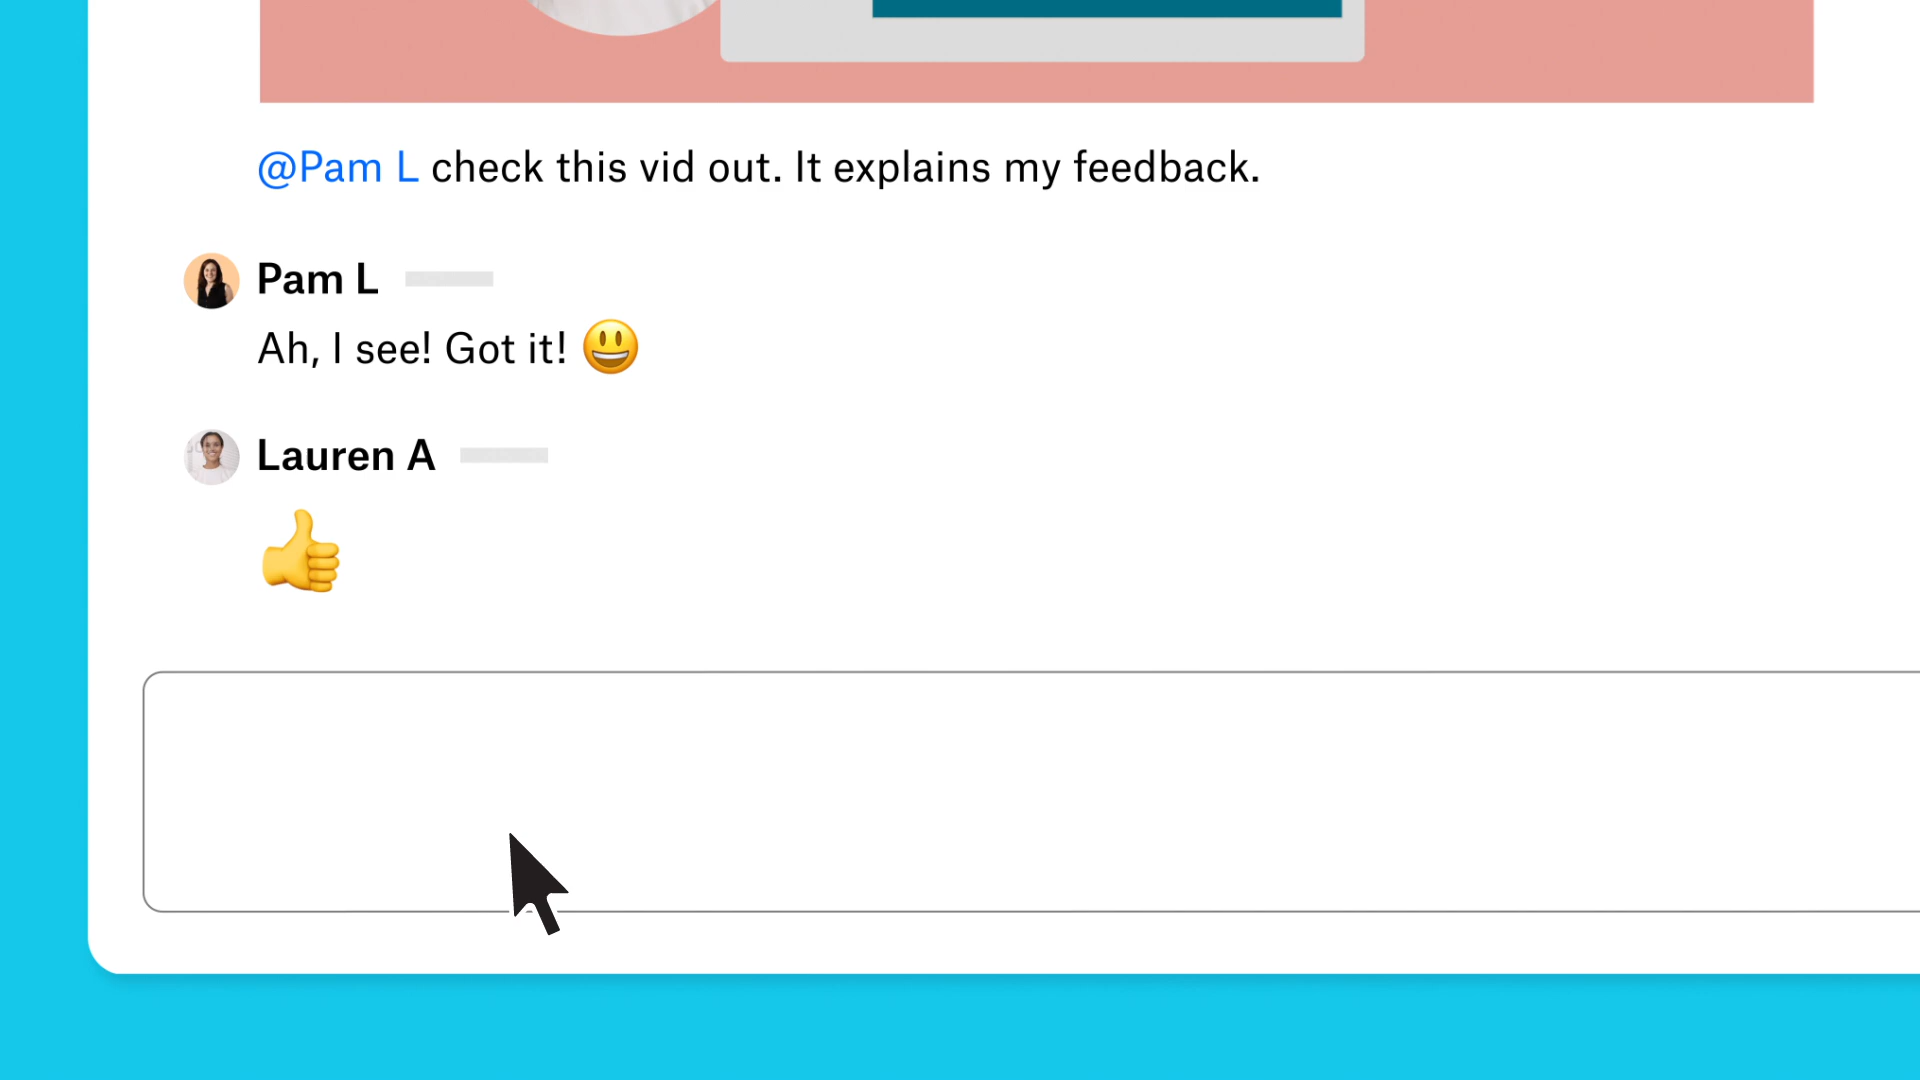 @Pam L check this vid out. It explains my feedback.
Pam L
Ah, I see! Got it! 😃
Lauren A
👍